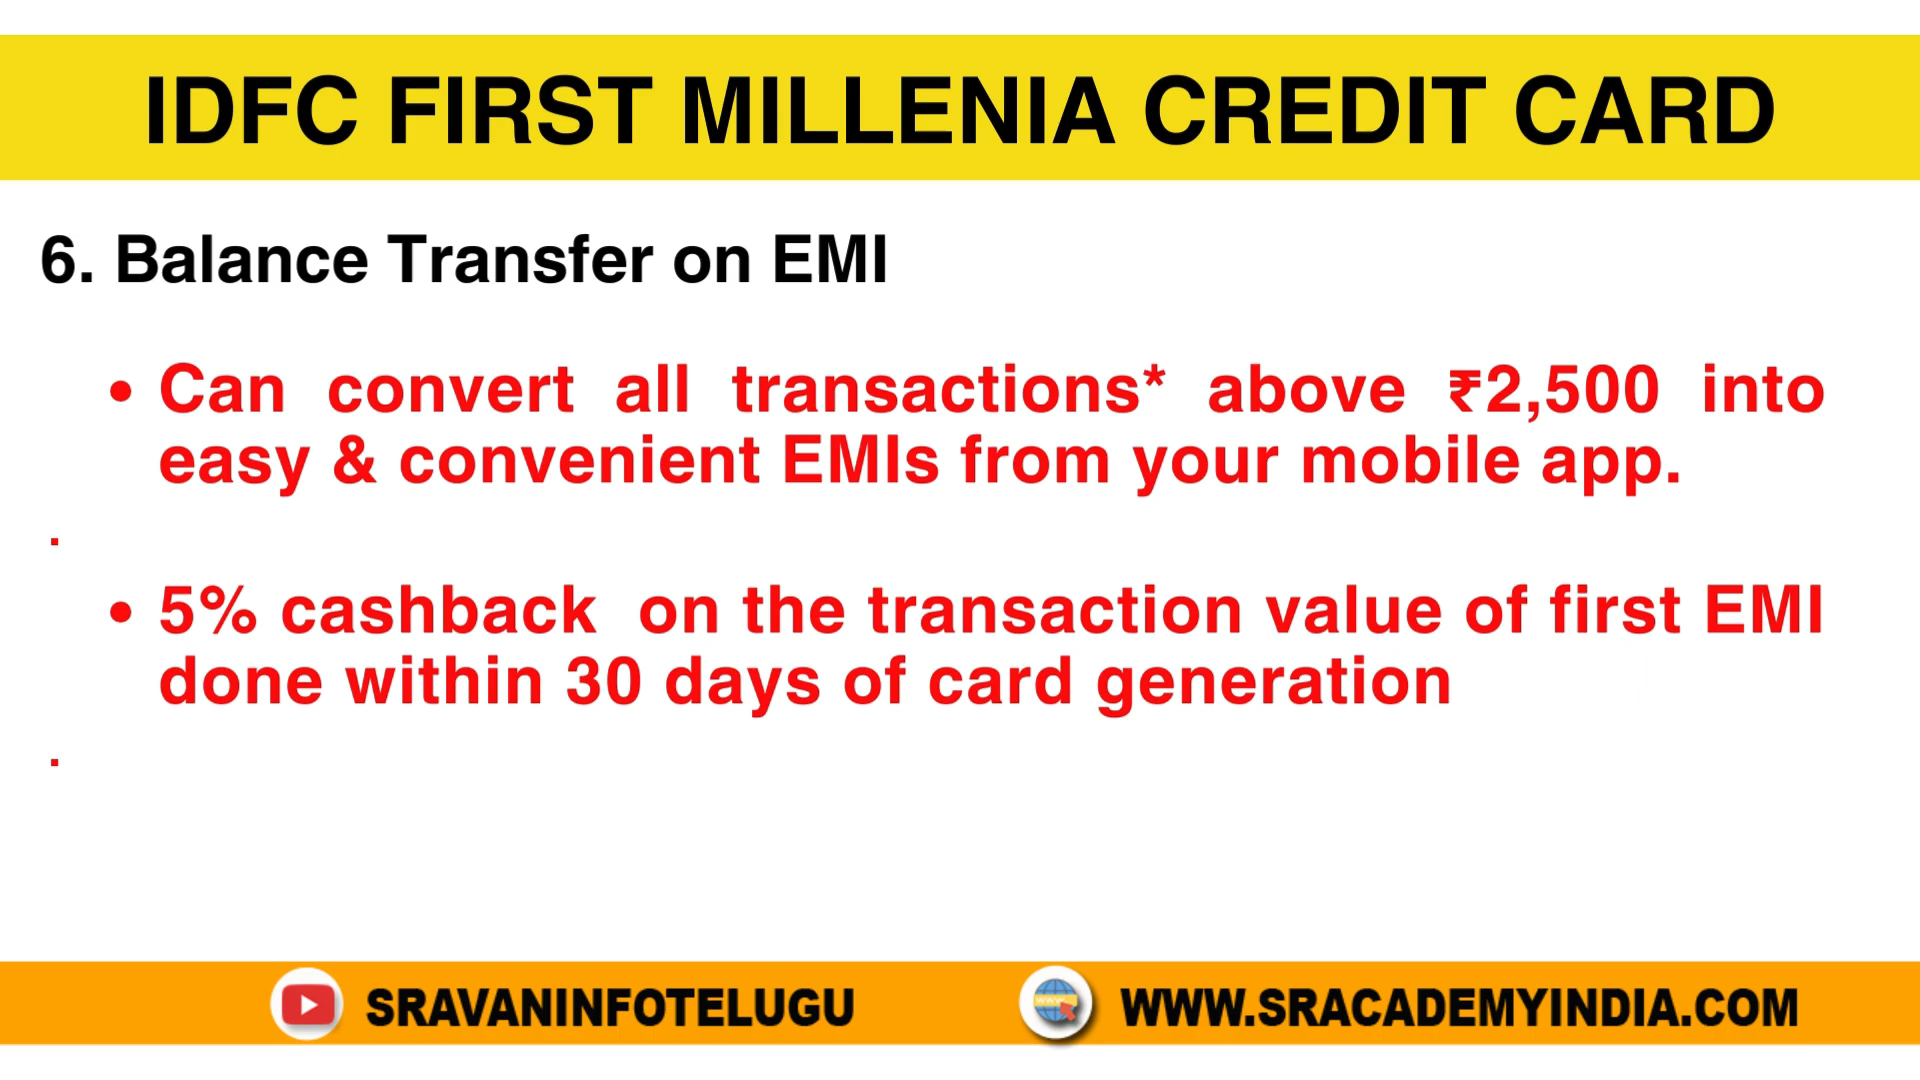 IDFC FIRST MILLENIA CREDIT CARD
6. Balance Transfer on EMI
• Can convert all transactions* above ₹2,500 into
easy & convenient EMIs from your mobile app.
.
• 5% cashback  on the transaction value of first EMI
done within 30 days of card generation
.
SRAVANINFOTELUGU
WWW.SRACADEMYINDIA.COM